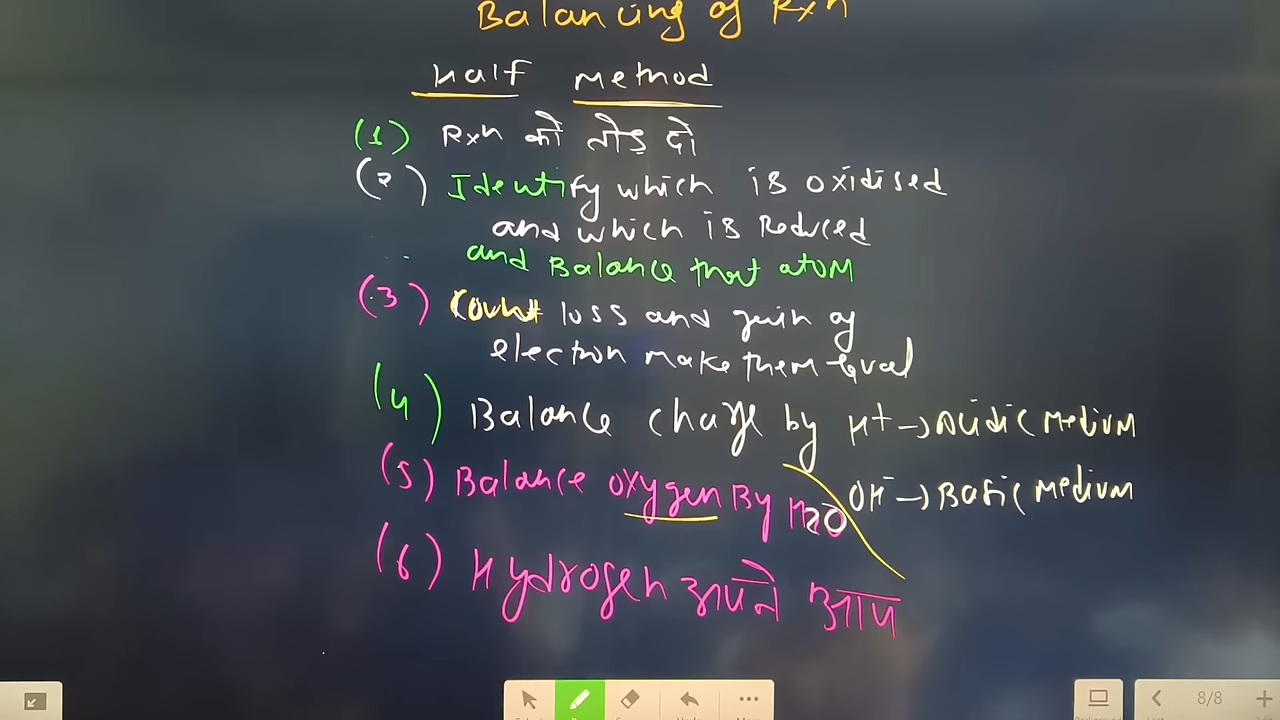 Balancing of Rxn
Half Method
(1) Rxn को तोड़ दो
(2) Identify which is oxidised
and which is Reduced
and Balance that atom
(3) Count loss and gain of
election make them equal
(4) Balance charge by H+ → Acidic Medium
OH- → Basic Medium
(5) Balance oxygen By H2O
(6) Hydrogen अपने आप
8/8